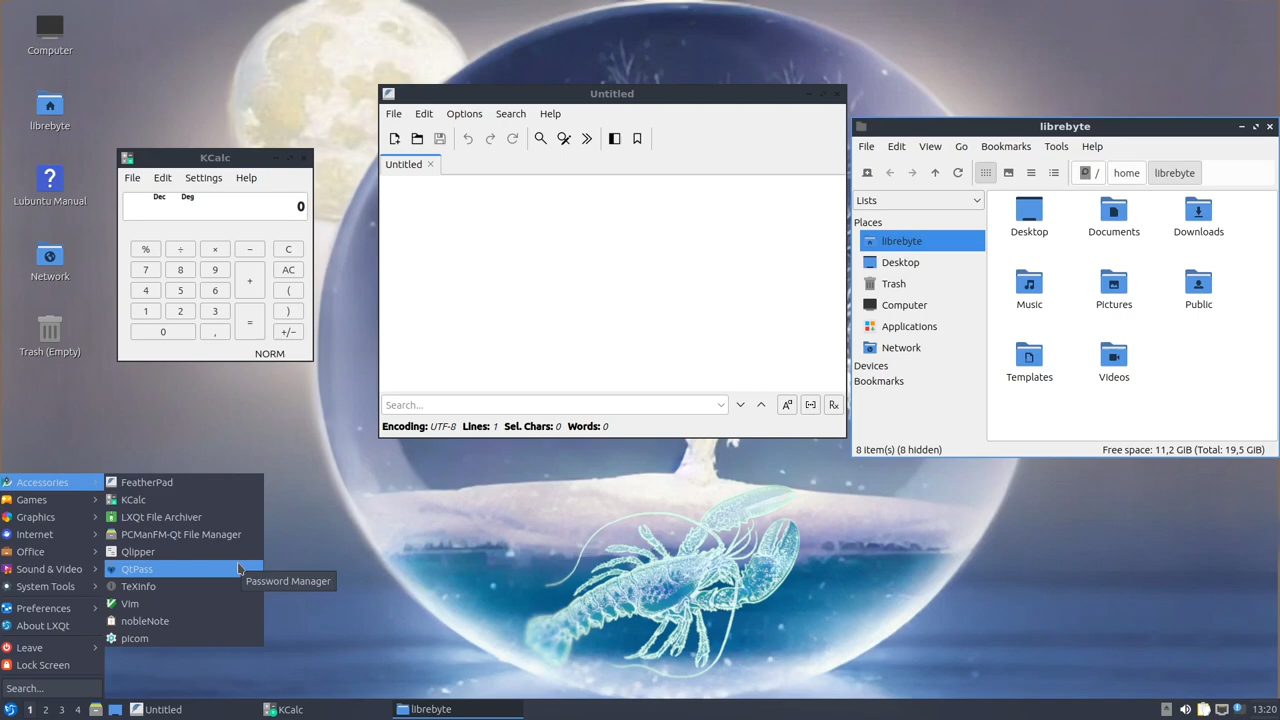 Computer
librebyte
Lubuntu Manual
Network
Trash (Empty)
KCalc
File Edit Settings Help
Dec Deg
0
% ÷ × − C
7 8 9 + AC
4 5 6 (
1 2 3 = )
0 , +/−
NORM
Untitled
File Edit Options Search Help
Untitled
Search...
Encoding: UTF-8 Lines: 1 Sel. Chars: 0 Words: 0
librebyte
File Edit View Go Bookmarks Tools Help
/ home librebyte
Lists
Places
librebyte
Desktop
Trash
Computer
Applications
Network
Devices
Bookmarks
Desktop Documents Downloads
Music Pictures Public
Templates Videos
8 item(s) (8 hidden) Free space: 11,2 GiB (Total: 19,5 GiB)
Accessories
Games
Graphics
Internet
Office
Sound & Video
System Tools
Preferences
About LXQt
Leave
Lock Screen
Search...
FeatherPad
KCalc
LXQt File Archiver
PCManFM-Qt File Manager
Qlipper
QtPass
TeXInfo
Vim
nobleNote
picom
Password Manager
1 2 3 4 Untitled KCalc librebyte 13:20